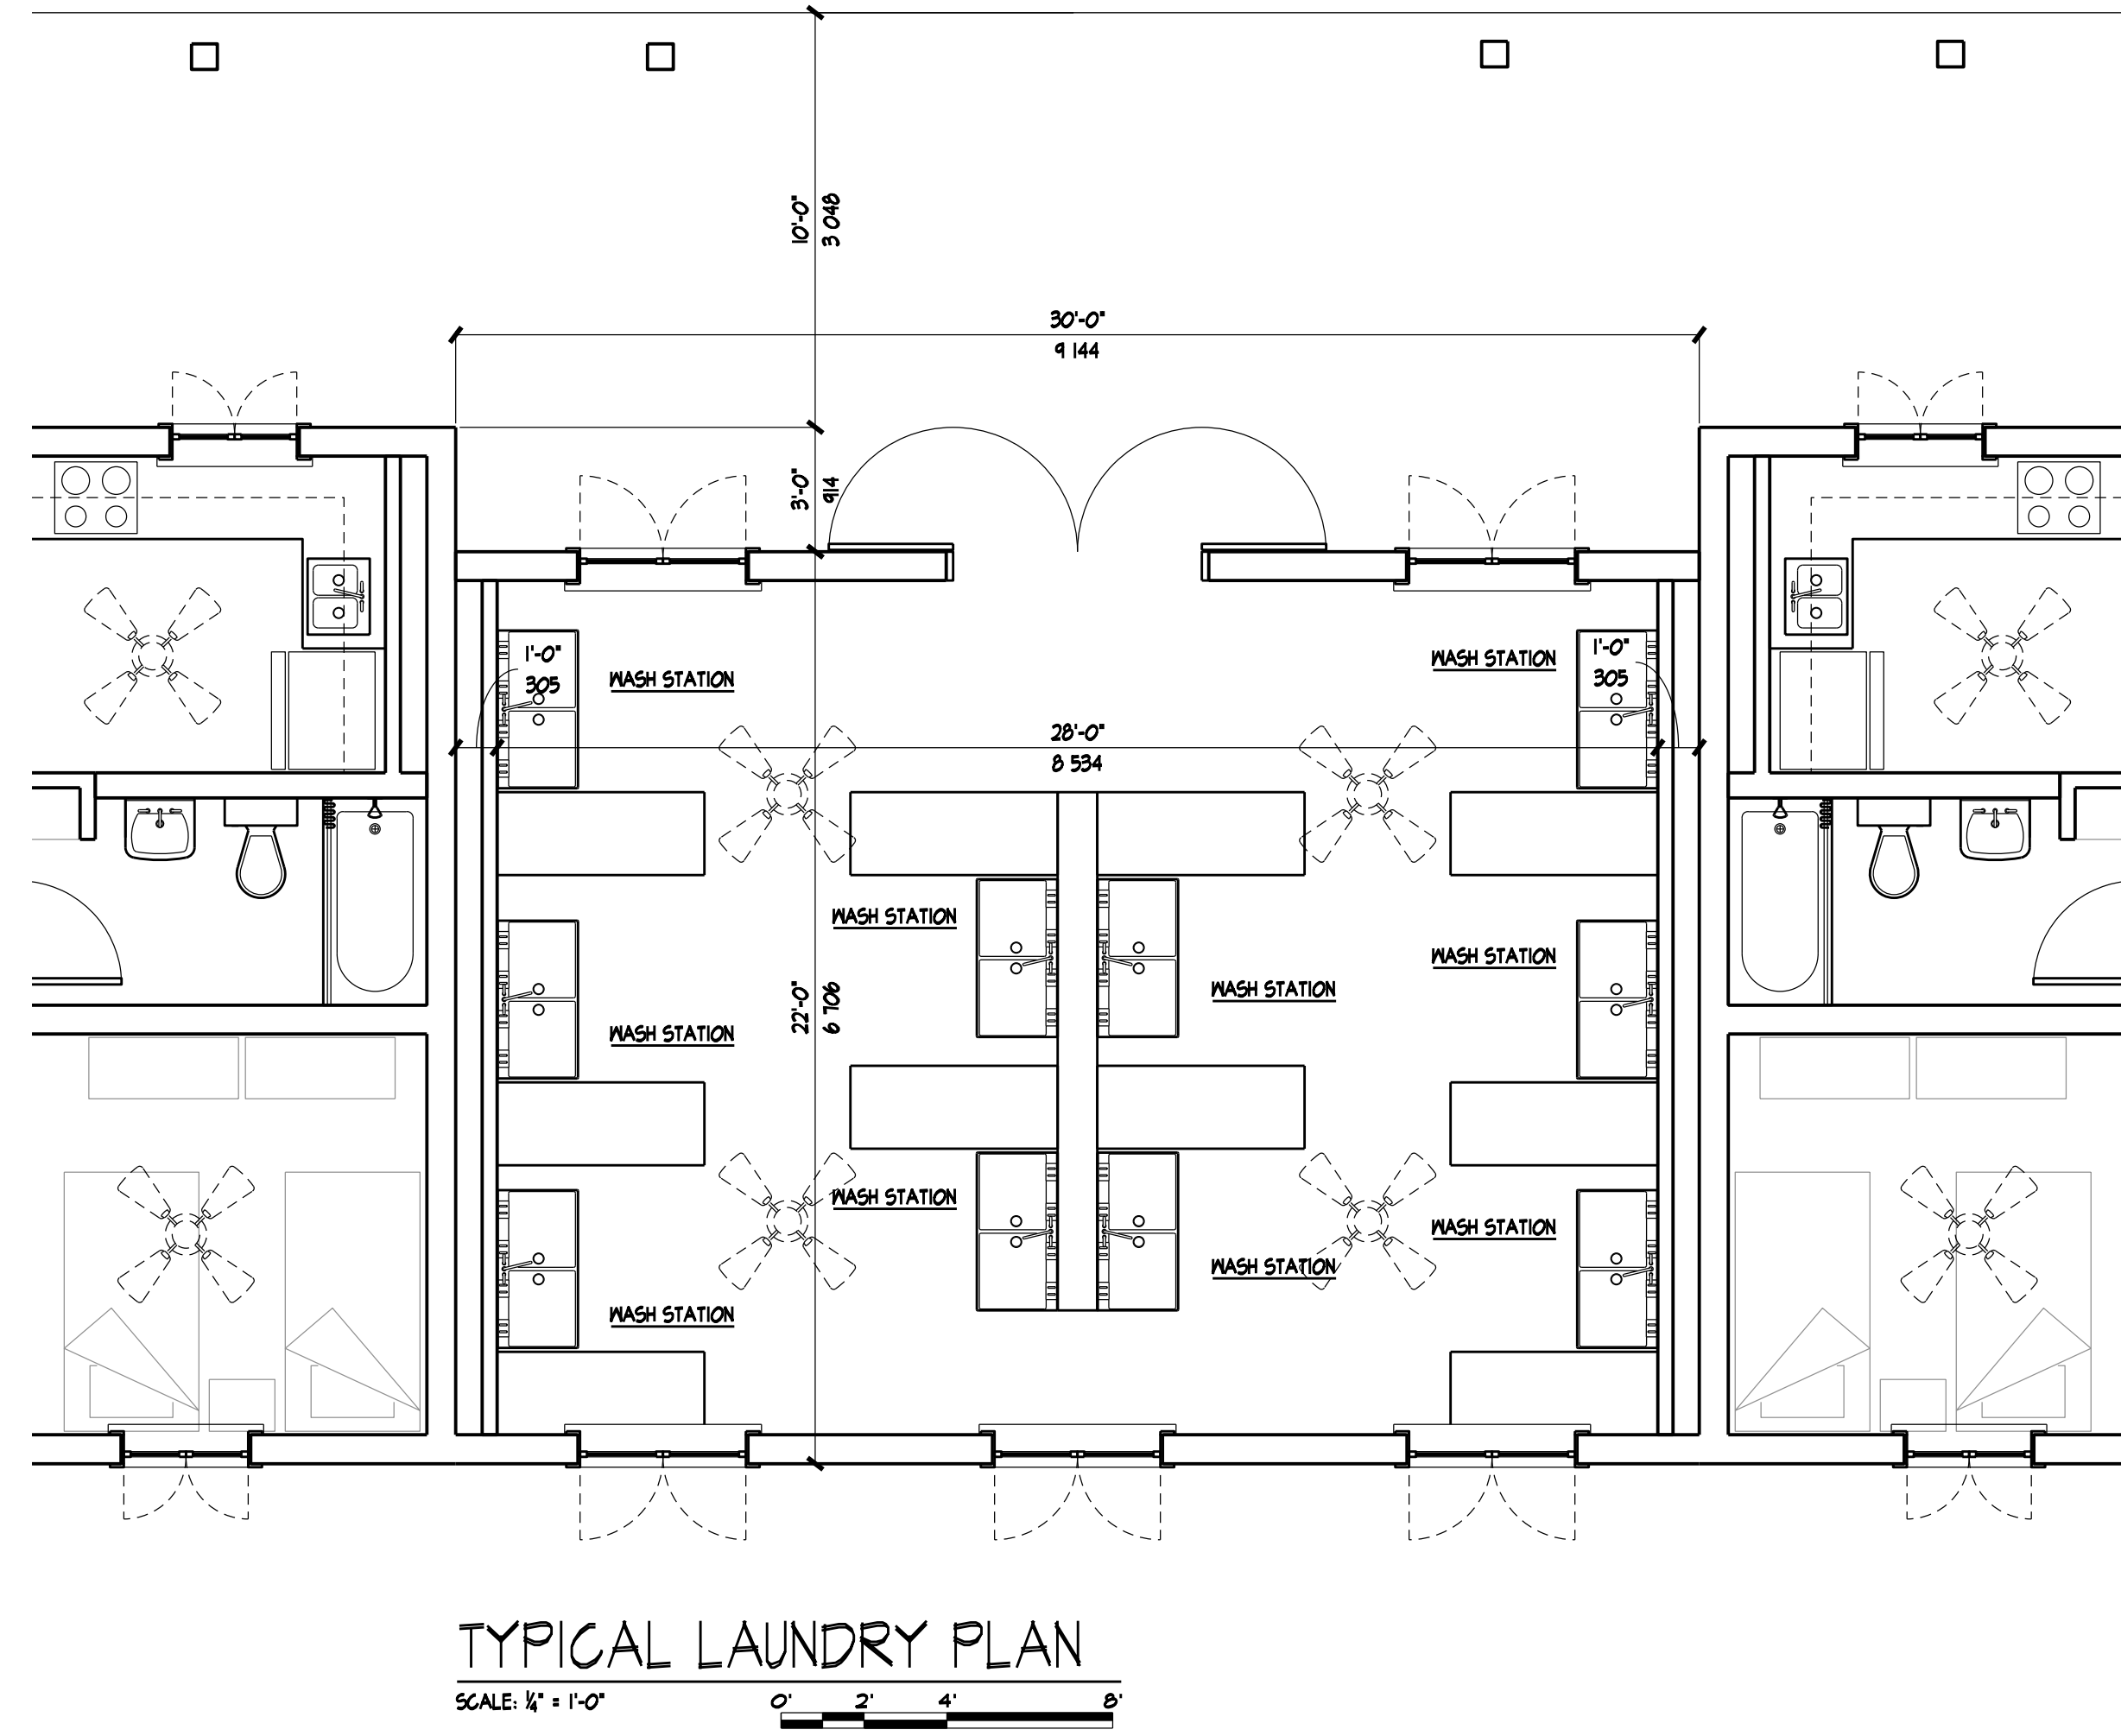 10'-0"
3 048
30'-0"
9 144
3'-0"
914
1'-0"
305
WASH STATION
WASH STATION
1'-0"
305
28'-0"
8 534
WASH STATION
WASH STATION
WASH STATION
22'-0"
6 706
WASH STATION
WASH STATION
WASH STATION
WASH STATION
WASH STATION
TYPICAL LAUNDRY PLAN
SCALE: ¼" = 1'-0"
0' 2' 4' 8'